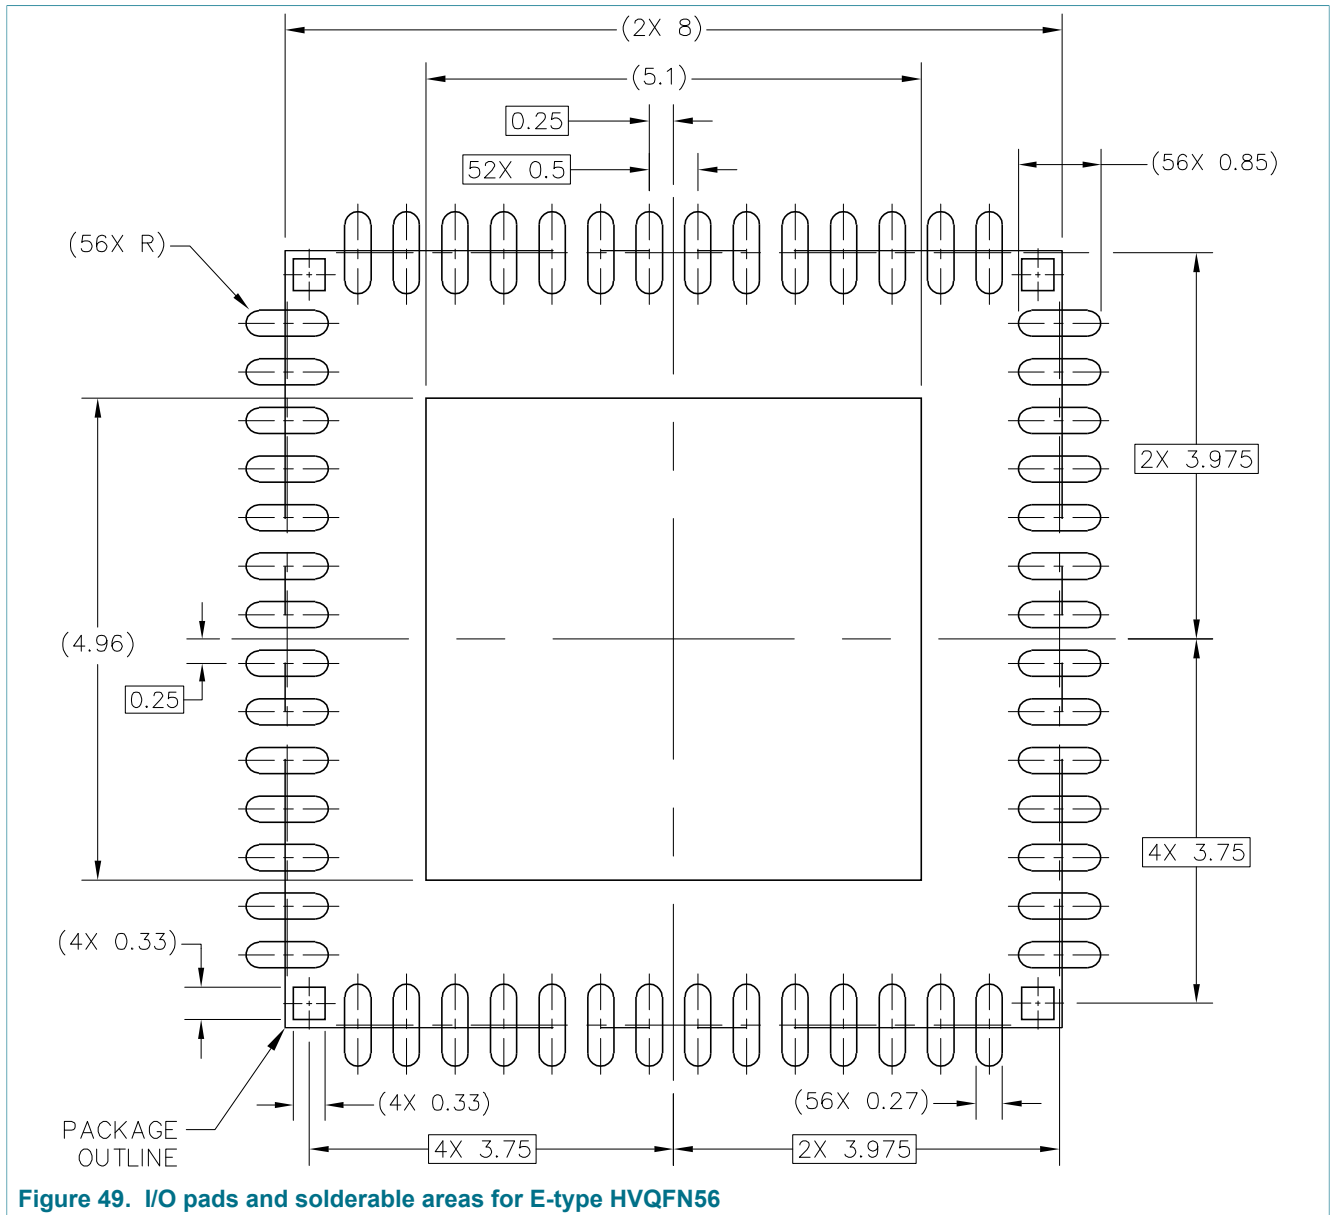 (2X 8)
(5.1)
0.25
52X 0.5
(56X 0.85)
(56X R)
2X 3.975
(4.96)
0.25
4X 3.75
(4X 0.33)
(4X 0.33)
(56X 0.27)
PACKAGE
OUTLINE
4X 3.75
2X 3.975
Figure 49. I/O pads and solderable areas for E-type HVQFN56